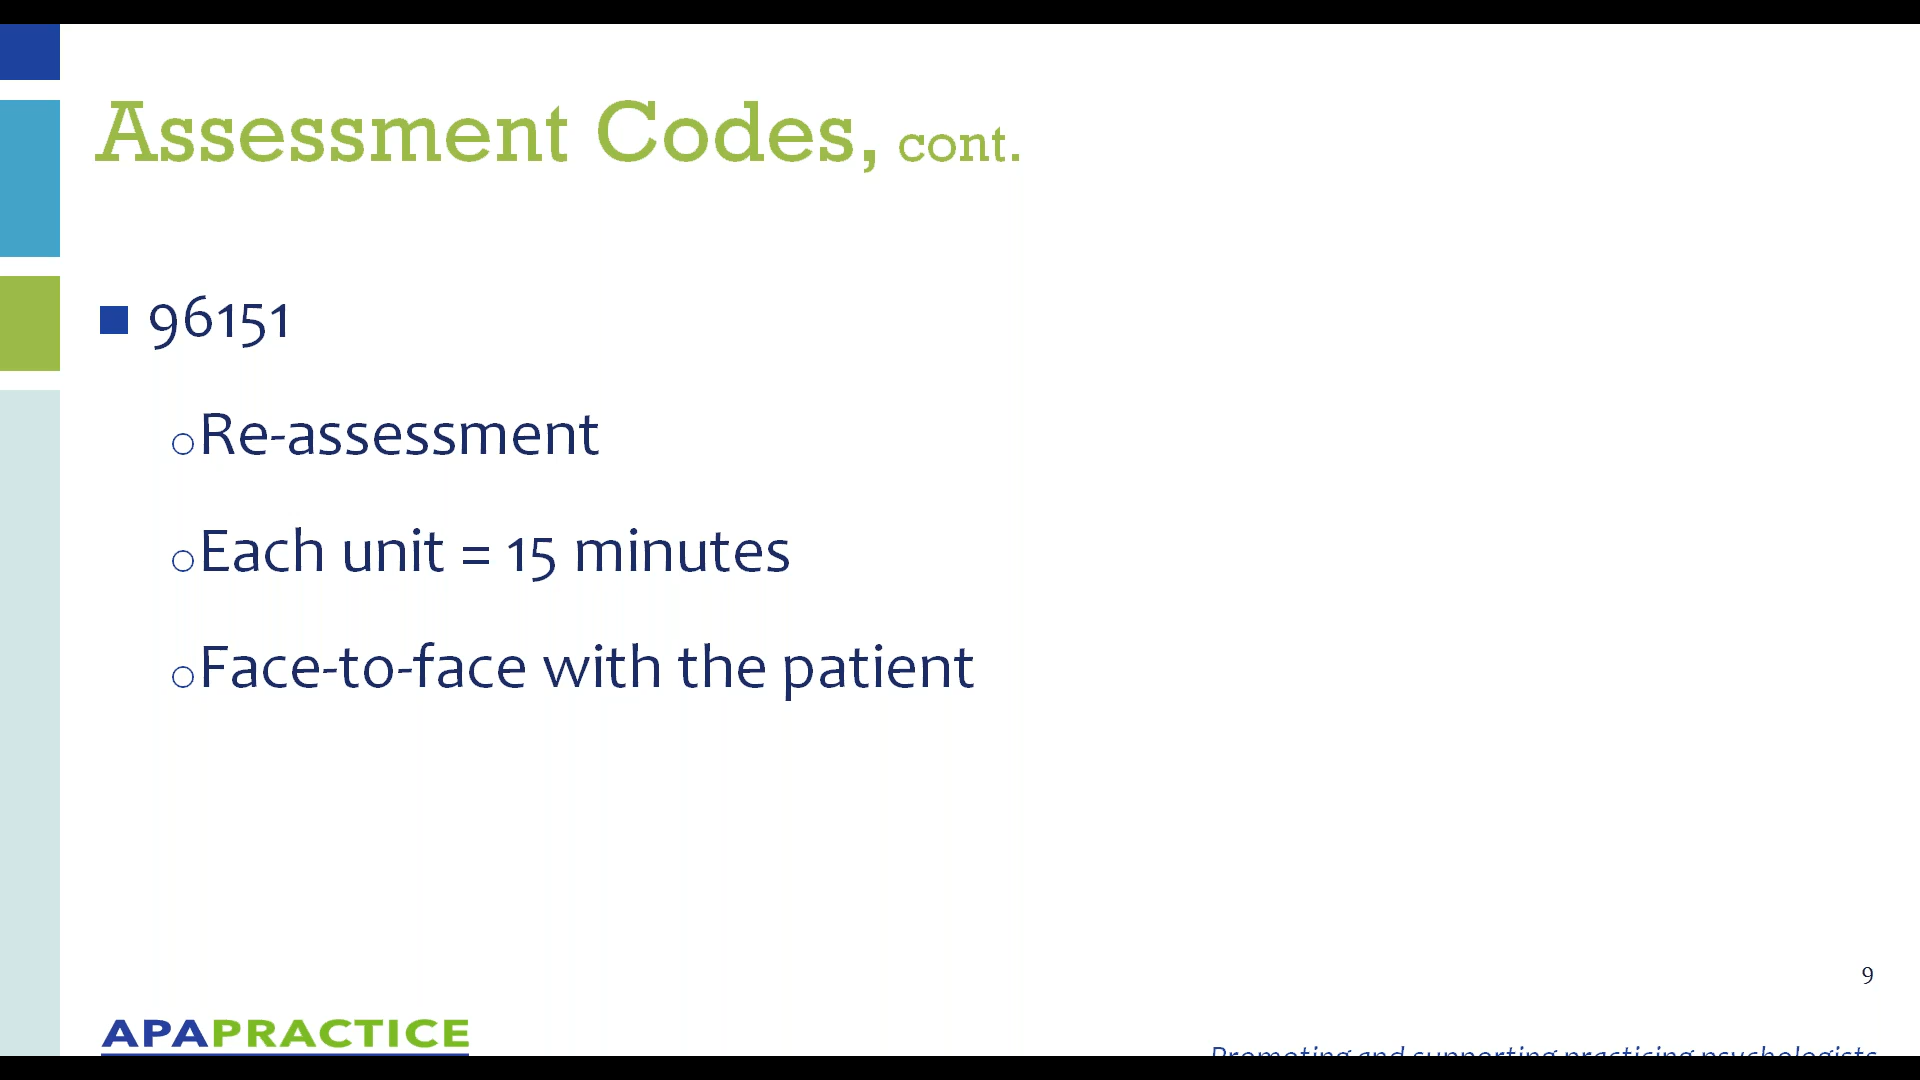 Assessment Codes, cont.
96151
Re-assessment
Each unit = 15 minutes
Face-to-face with the patient
9
APAPRACTICE
Promoting and supporting practicing psychologists